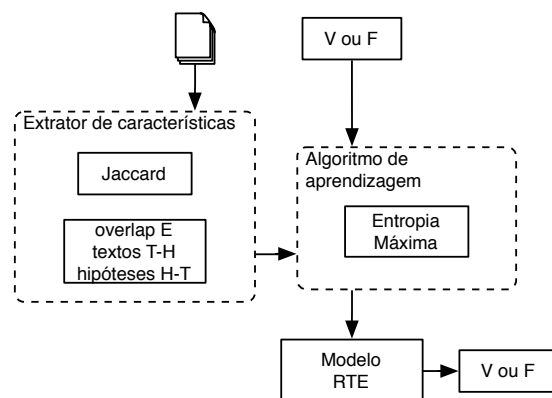 V ou F
Extrator de características
Jaccard
overlap E
textos T-H
hipóteses H-T
Algoritmo de
aprendizagem
Entropia
Máxima
Modelo
RTE
V ou F